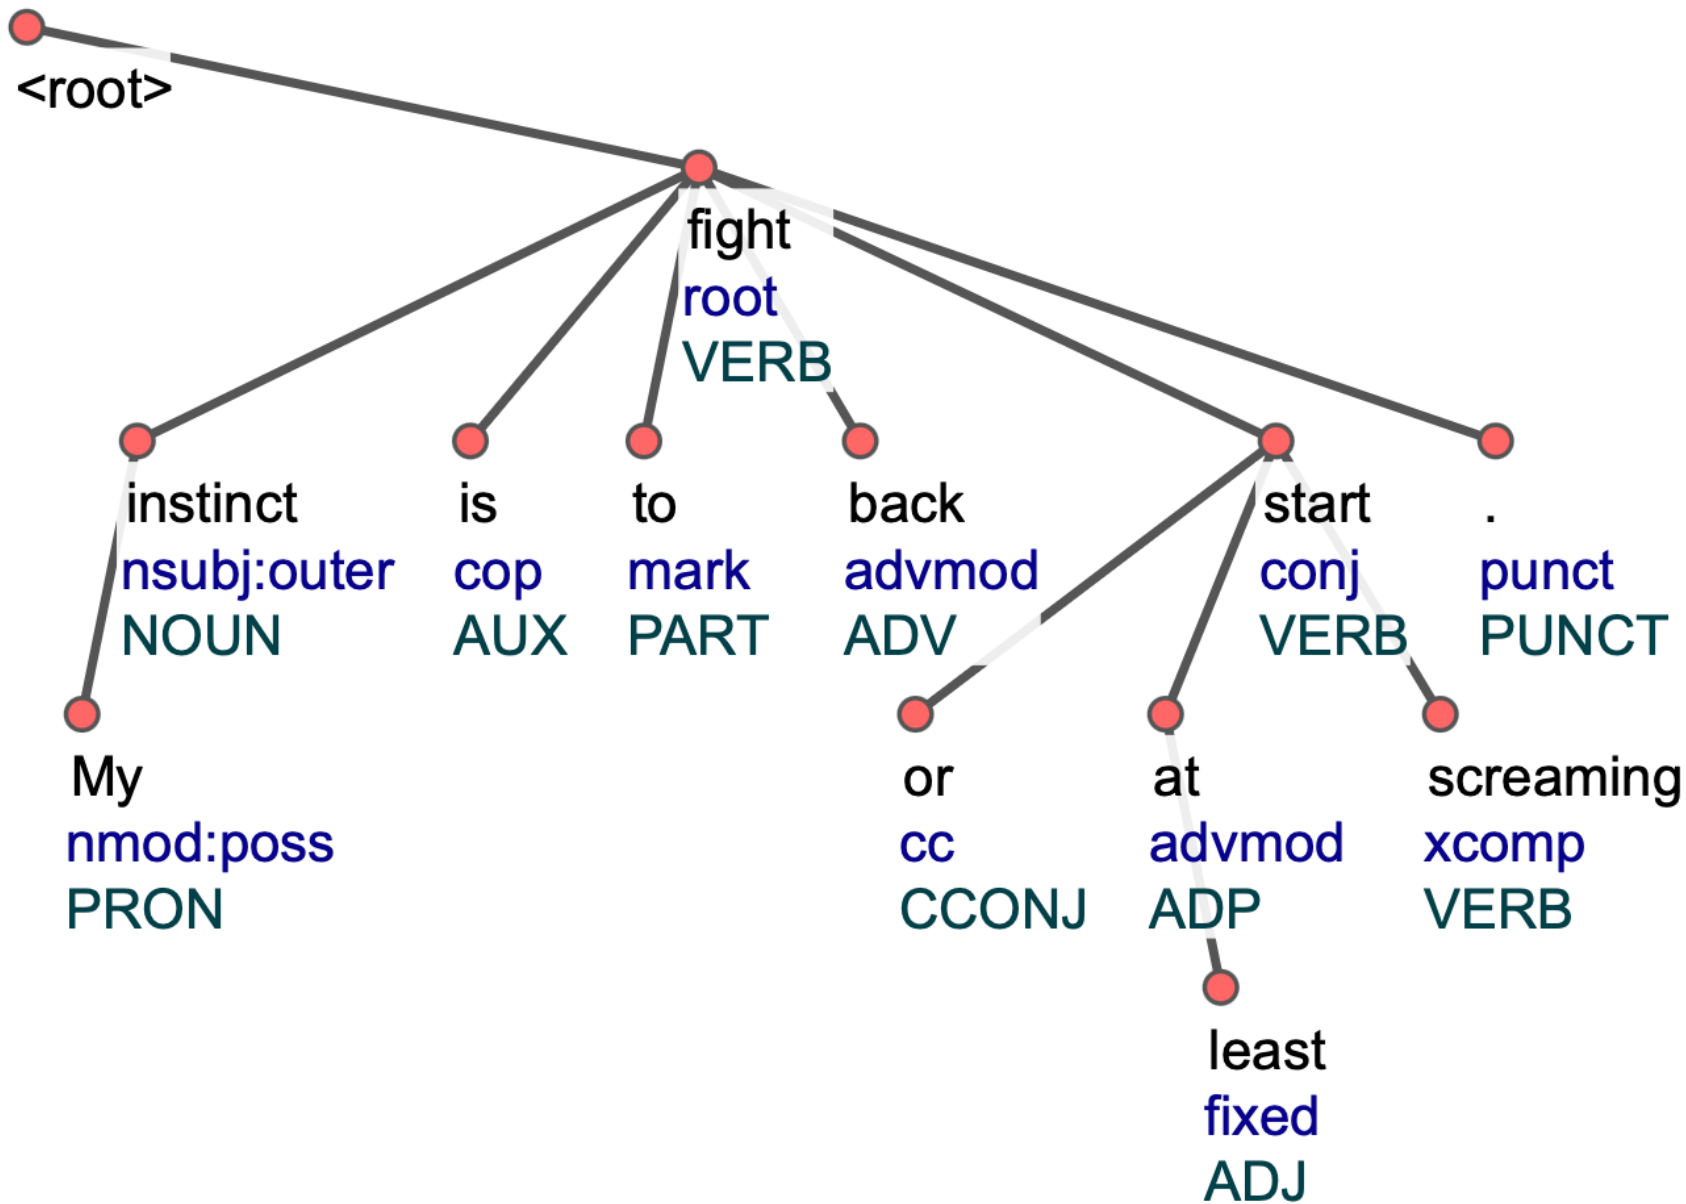 <root>
fight
root
VERB
instinct is to back start .
nsubj:outer cop mark advmod conj punct
NOUN AUX PART ADV VERB PUNCT
My or at screaming
nmod:poss cc advmod xcomp
PRON CCONJ ADP VERB
least
fixed
ADJ